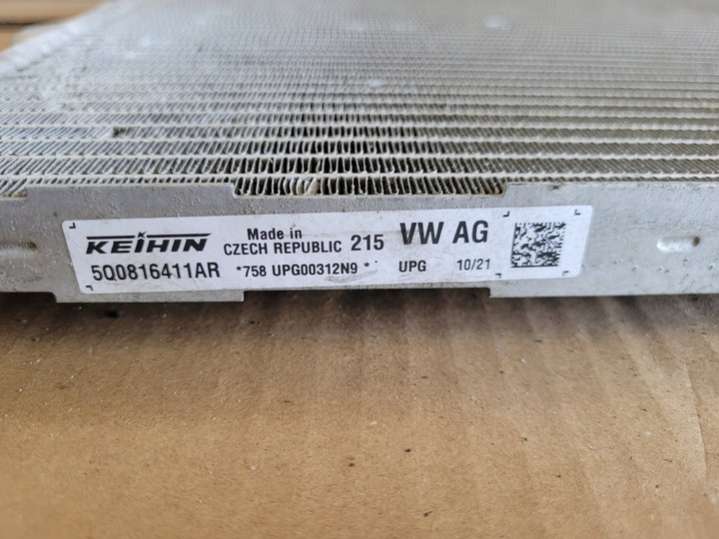 KEIHIN Made in CZECH REPUBLIC 215 VW AG
5Q0816411AR *758 UPG00312N9 * UPG 10/21